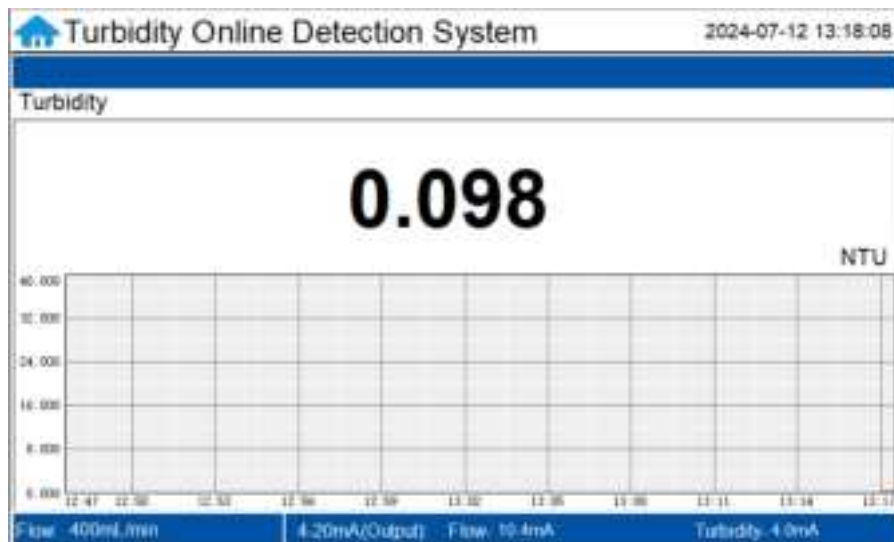 Turbidity Online Detection System 2024-07-12 13:18:08
Turbidity
0.098
NTU
40.000
32.000
24.000
16.000
8.000
0.000
12:47 12:50 12:53 12:56 12:59 13:02 13:05 13:08 13:11 13:14
Flow: 400mL/min 4-20mA(Output) Flow: 10.4mA Turbidity: 4.0mA